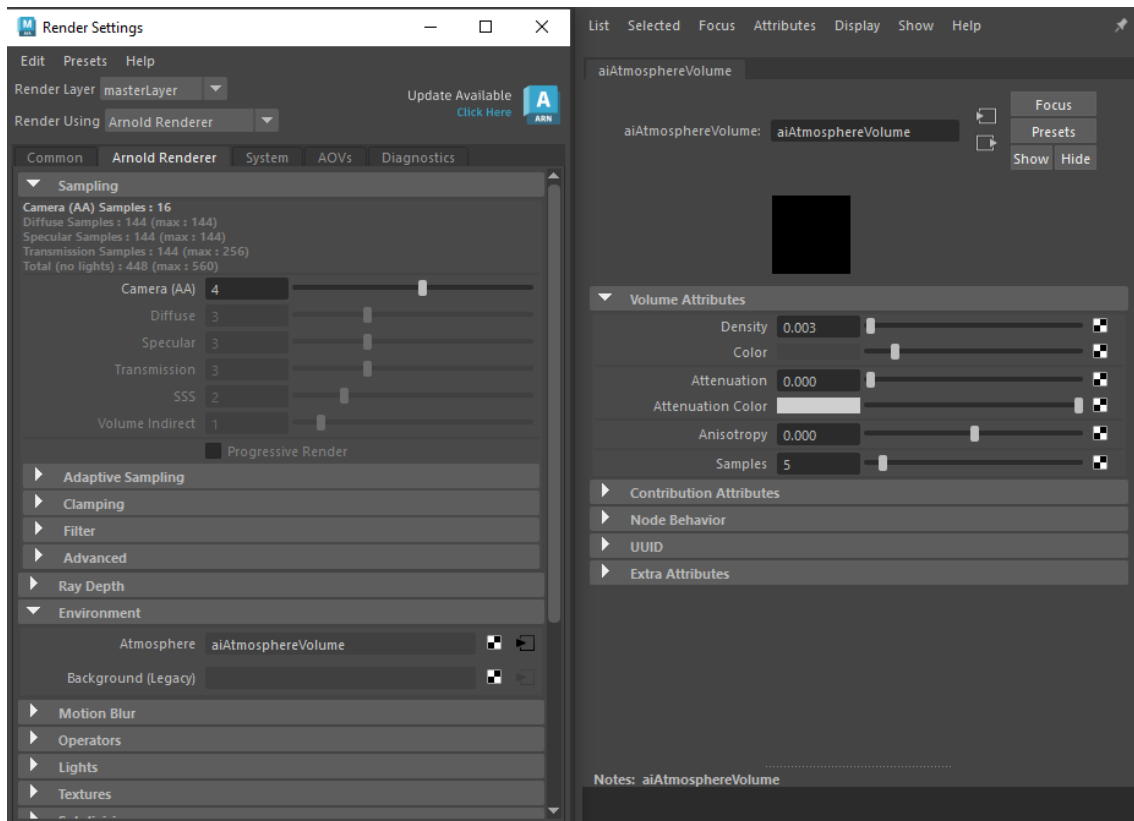 Render Settings
Edit Presets Help
Render Layer masterLayer
Update Available
Click Here
Render Using Arnold Renderer
A
ARN
Common Arnold Renderer System AOVs Diagnostics
Sampling
Camera (AA) Samples : 16
Diffuse Samples : 144 (max : 144)
Specular Samples : 144 (max : 144)
Transmission Samples : 144 (max : 256)
Total (no lights) : 448 (max : 560)
Camera (AA) 4
Diffuse 3
Specular 3
Transmission 3
SSS 2
Volume Indirect 1
Progressive Render
Adaptive Sampling
Clamping
Filter
Advanced
Ray Depth
Environment
Atmosphere aiAtmosphereVolume
Background (Legacy)
Motion Blur
Operators
Lights
Textures
List Selected Focus Attributes Display Show Help
aiAtmosphereVolume
aiAtmosphereVolume: aiAtmosphereVolume
Focus
Presets
Show Hide
Volume Attributes
Density 0.003
Color
Attenuation 0.000
Attenuation Color
Anisotropy 0.000
Samples 5
Contribution Attributes
Node Behavior
UUID
Extra Attributes
Notes: aiAtmosphereVolume